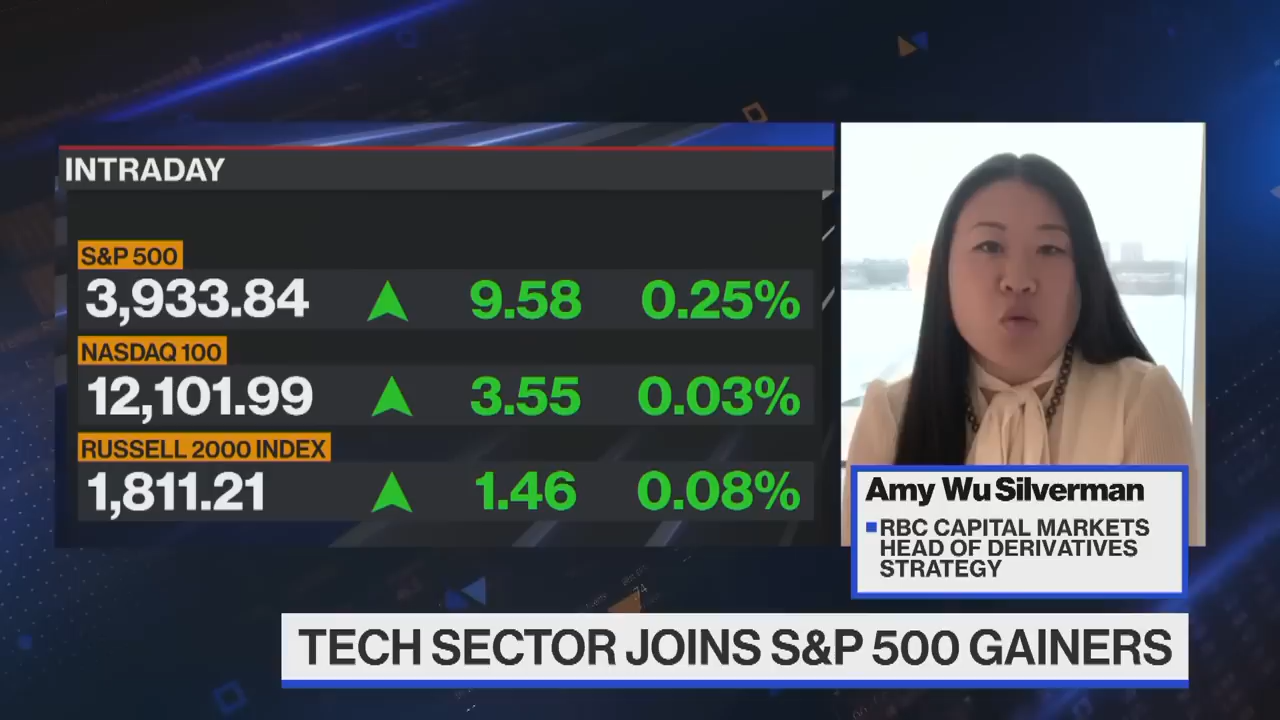 INTRADAY
S&P 500
3,933.84 ▲ 9.58 0.25%
NASDAQ 100
12,101.99 ▲ 3.55 0.03%
RUSSELL 2000 INDEX
1,811.21 ▲ 1.46 0.08%
Amy Wu Silverman
RBC CAPITAL MARKETS
HEAD OF DERIVATIVES
STRATEGY
TECH SECTOR JOINS S&P 500 GAINERS